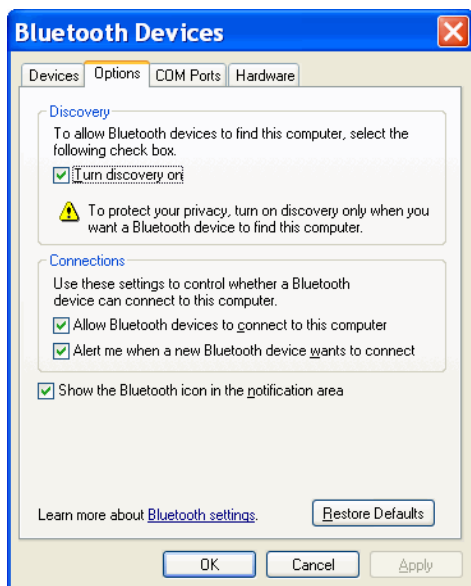 Bluetooth Devices
Devices Options COM Ports Hardware
Discovery
To allow Bluetooth devices to find this computer, select the
following check box.
Turn discovery on
To protect your privacy, turn on discovery only when you
want a Bluetooth device to find this computer.
Connections
Use these settings to control whether a Bluetooth
device can connect to this computer.
Allow Bluetooth devices to connect to this computer
Alert me when a new Bluetooth device wants to connect
Show the Bluetooth icon in the notification area
Learn more about Bluetooth settings. Restore Defaults
OK Cancel Apply